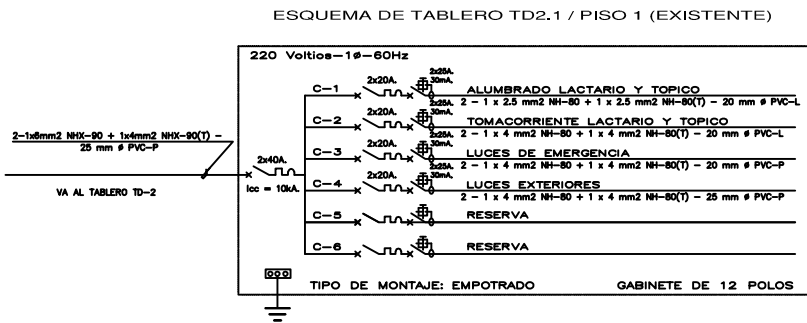 ESQUEMA DE TABLERO TD2.1 / PISO 1 (EXISTENTE)
220 Voltios-1ø-60Hz
C-1 2x20A. 2x25A. 30mA. ALUMBRADO LACTARIO Y TOPICO
2 - 1 x 2.5 mm2 NH-80 + 1 x 2.5 mm2 NH-80(T) - 20 mm ø PVC-L
C-2 2x20A. 2x25A. 30mA. TOMACORRIENTE LACTARIO Y TOPICO
2 - 1 x 4 mm2 NH-80 + 1 x 4 mm2 NH-80(T) - 20 mm ø PVC-L
2-1x6mm2 NHX-90 + 1x4mm2 NHX-90(T) -
25 mm ø PVC-P
C-3 2x20A. 2x25A. 30mA. LUCES DE EMERGENCIA
2 - 1 x 4 mm2 NH-80 + 1 x 4 mm2 NH-80(T) - 20 mm ø PVC-P
2x40A.
Icc = 10kA.
VA AL TABLERO TD-2
C-4 2x20A. 2x25A. 30mA. LUCES EXTERIORES
2 - 1 x 4 mm2 NH-80 + 1 x 4 mm2 NH-80(T) - 25 mm ø PVC-P
C-5 RESERVA
C-6 RESERVA
TIPO DE MONTAJE: EMPOTRADO GABINETE DE 12 POLOS